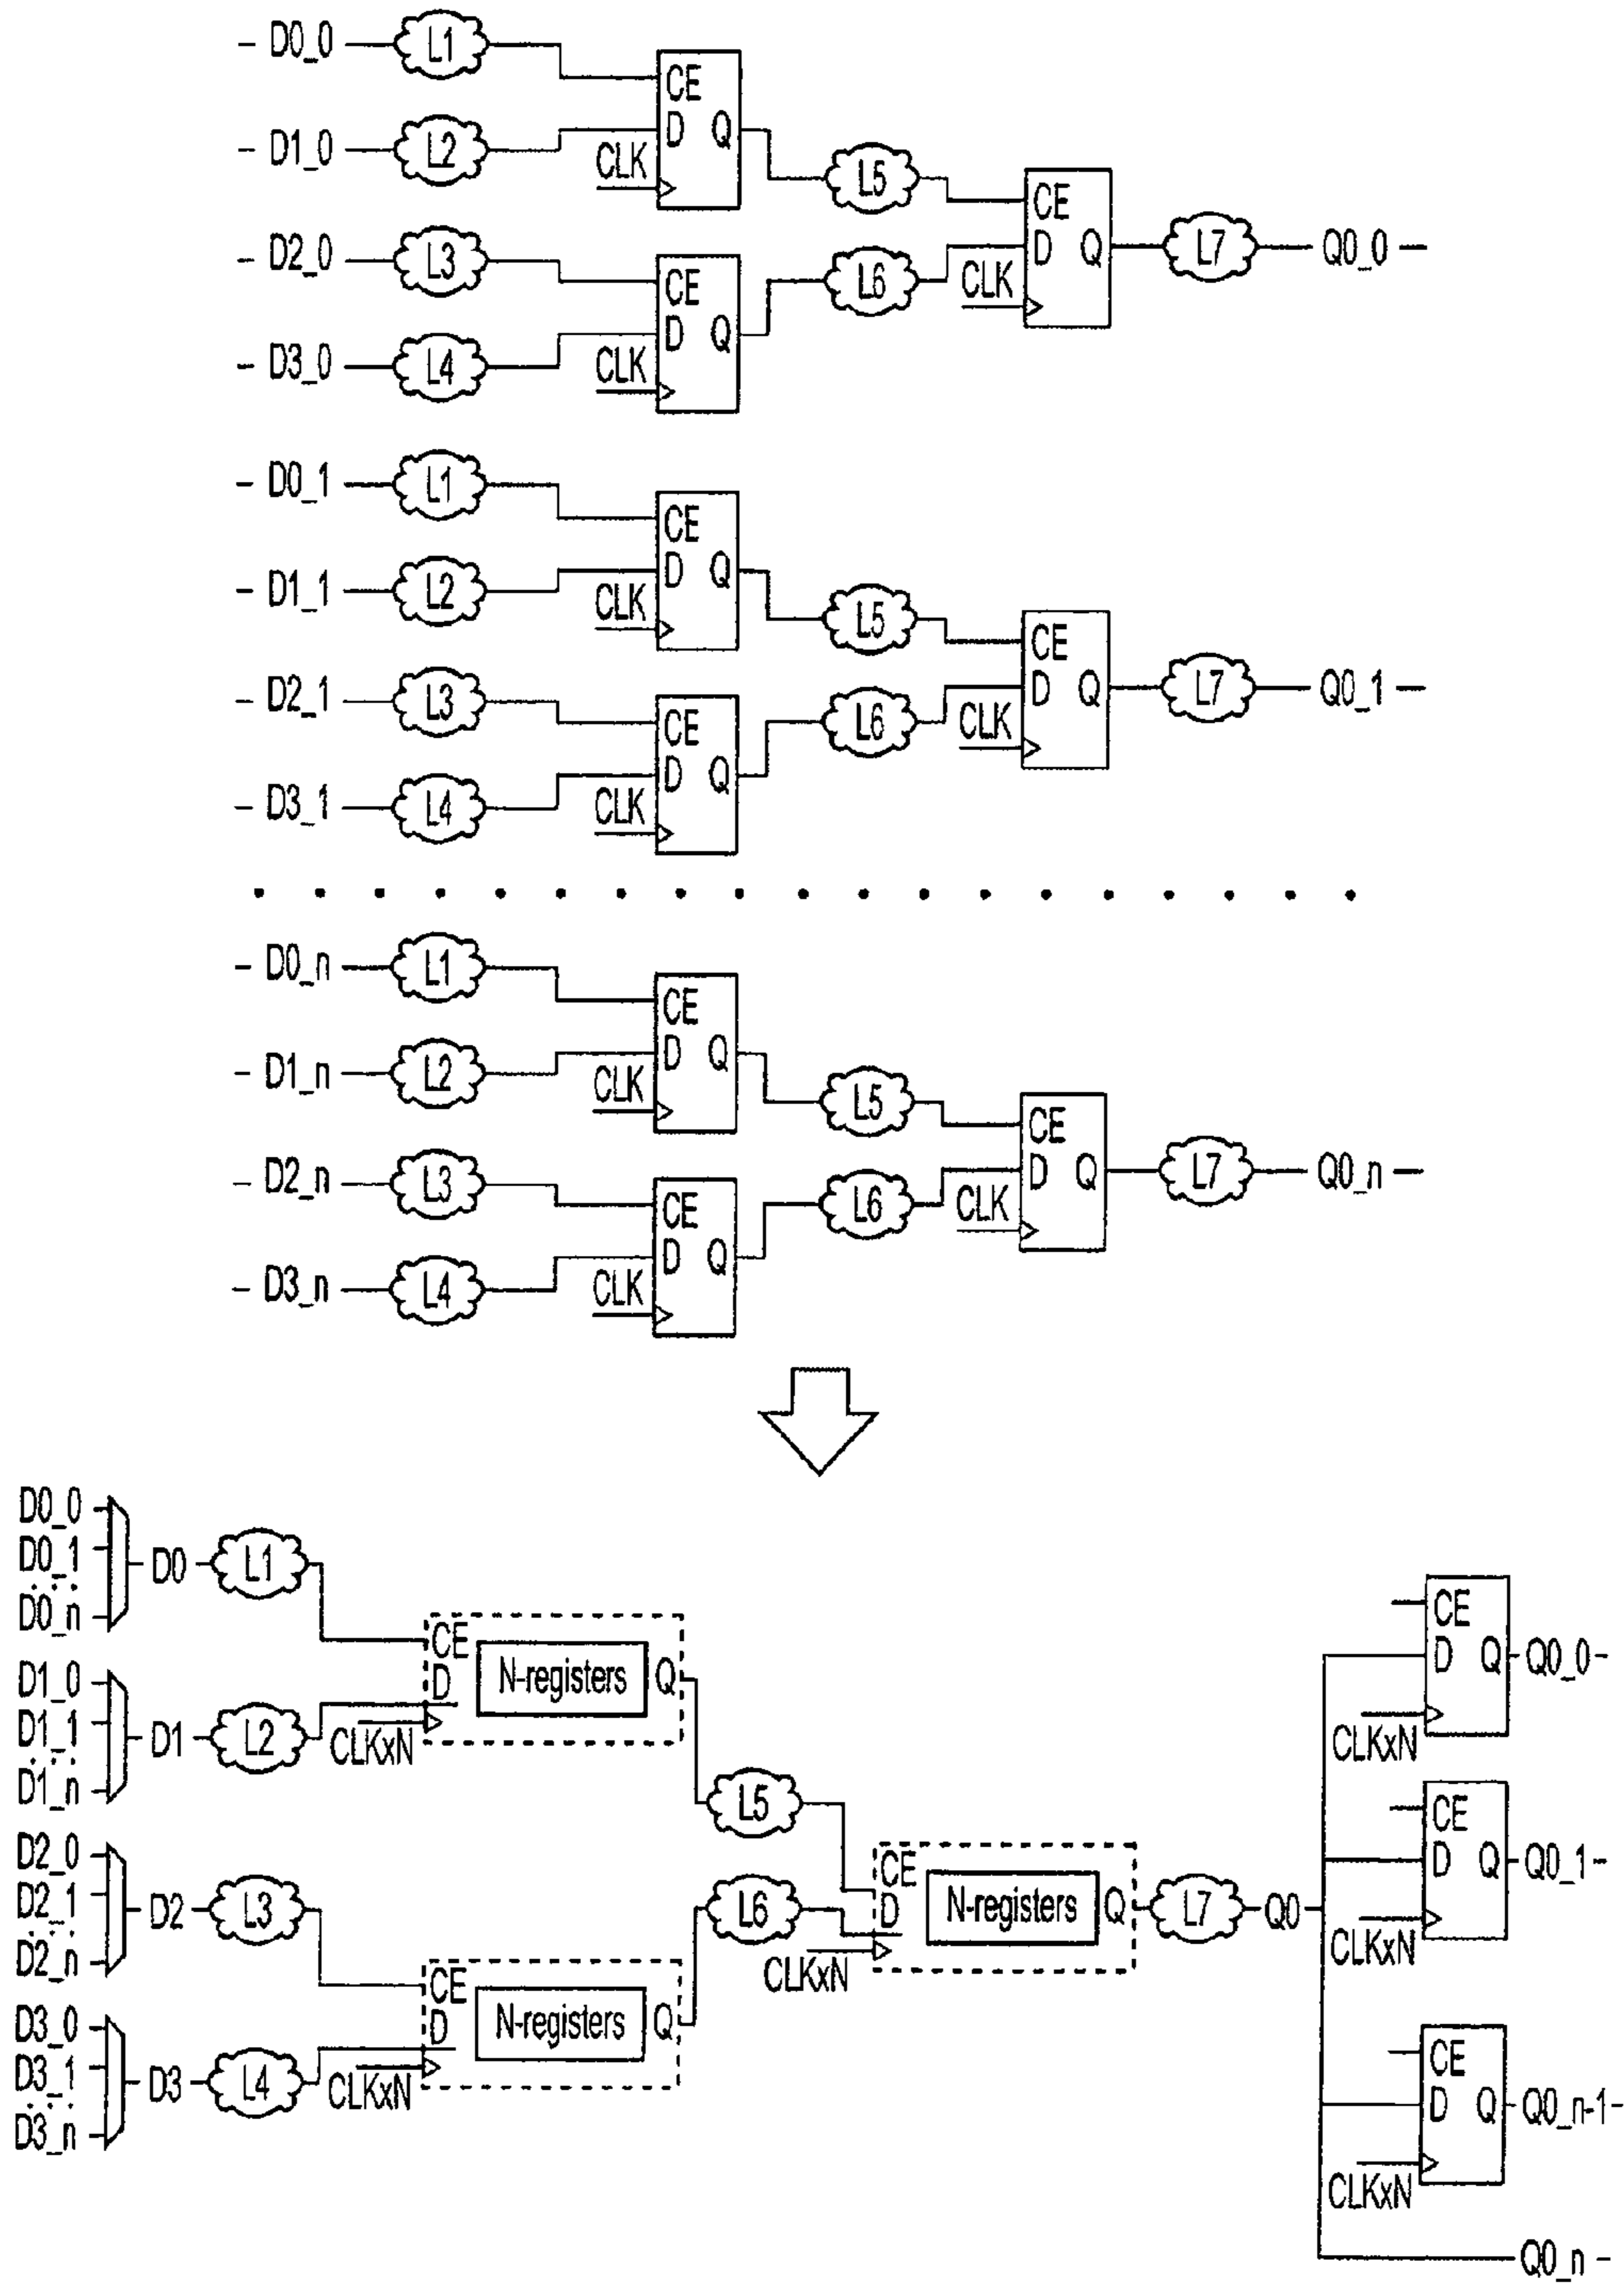 D0_0 L1
CE
D1_0 L2 D Q
CLK
L5
CE
D2_0 L3 D Q L7 Q0_0
CE
L6
CLK
D3_0 L4 D Q
CLK
D0_1 L1
CE
D1_1 L2 D Q
CLK
L5
CE
D2_1 L3 D Q L7 Q0_1
CE
L6
CLK
D3_1 L4 D Q
CLK
D0_n L1
CE
D1_n L2 D Q
CLK
L5
CE
D2_n L3 D Q L7 Q0_n
CE
L6
CLK
D3_n L4 D Q
CLK
D0_0
D0_1
D0_n
D0 L1
D1_0
D1_1
D1_n
D1 L2
CE
D
N-registers
Q
CLKxN
D2_0
D2_1
D2_n
D2 L3
D3_0
D3_1
D3_n
D3 L4
CE
D
N-registers
Q
CLKxN
L5
L6
CE
D
N-registers
Q
CLKxN
L7 Q0
CE
D Q Q0_0
CLKxN
CE
D Q Q0_1
CLKxN
CE
D Q Q0_n-1
CLKxN
Q0_n